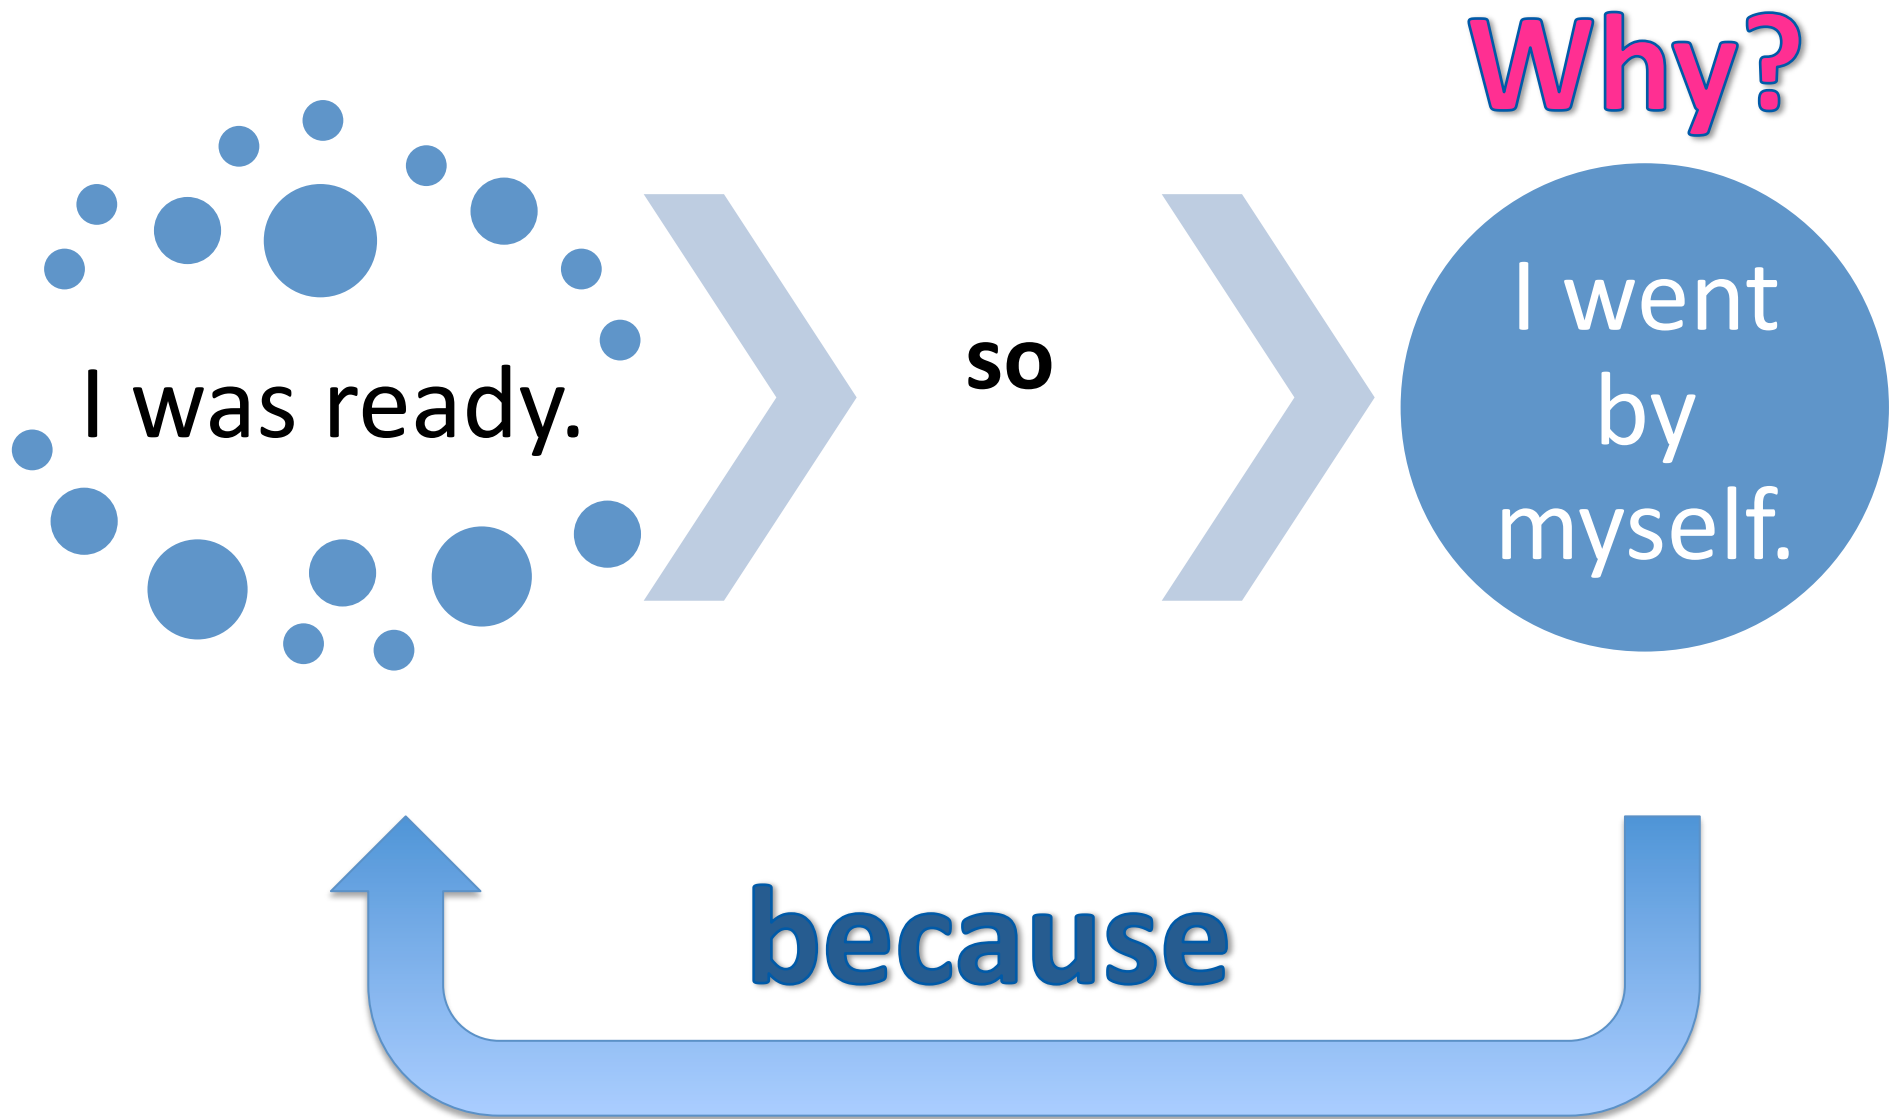 Why?
I was ready.
so
I went
by
myself.
because